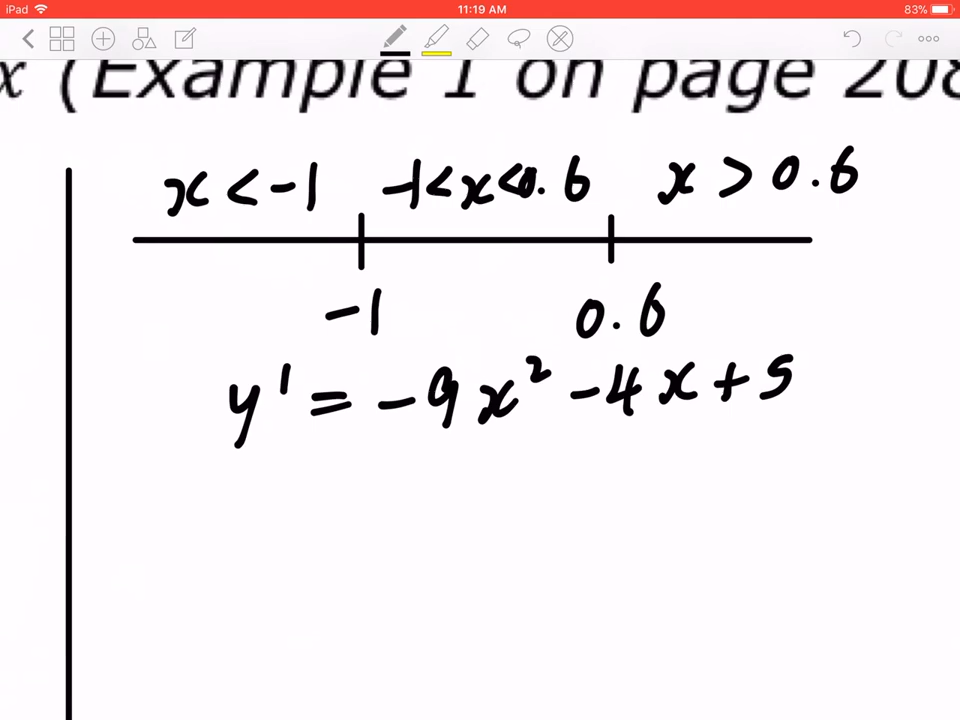 iPad 11:19 AM 83%
x (Example 1 on page 208
x < -1 -1<x<0.6 x > 0.6
-1 0.6
y' = -9x² -4x+5